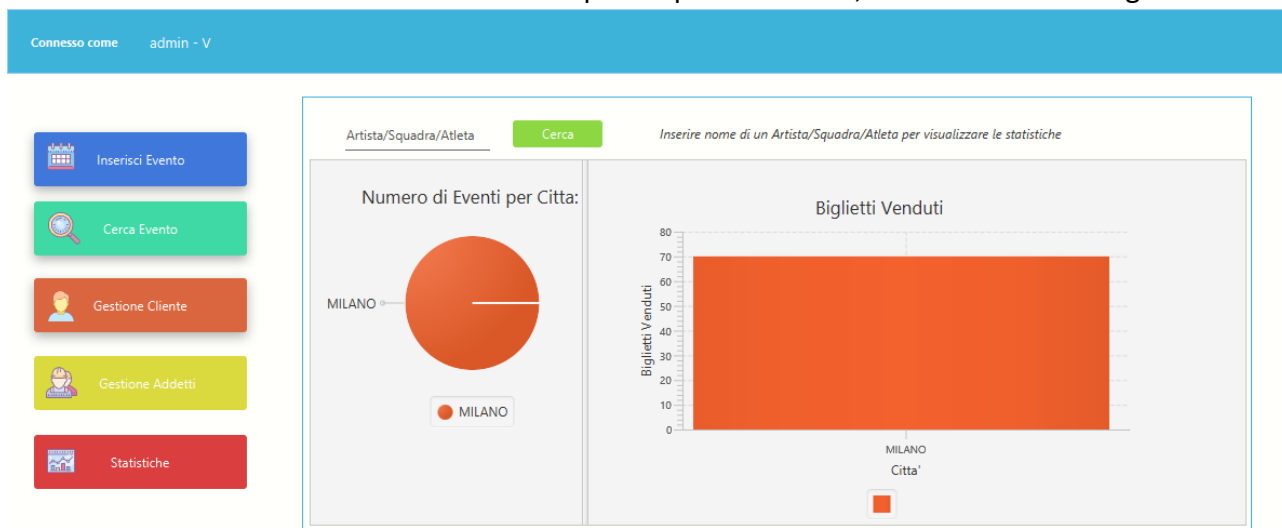 Connesso come admin - V
Inserisci Evento
Cerca Evento
Gestione Cliente
Gestione Addetti
Statistiche
Artista/Squadra/Atleta Cerca Inserire nome di un Artista/Squadra/Atleta per visualizzare le statistiche
Numero di Eventi per Citta:
MILANO
MILANO
Biglietti Venduti
Biglietti Venduti
80
70
60
50
40
30
20
10
0
MILANO
Citta'